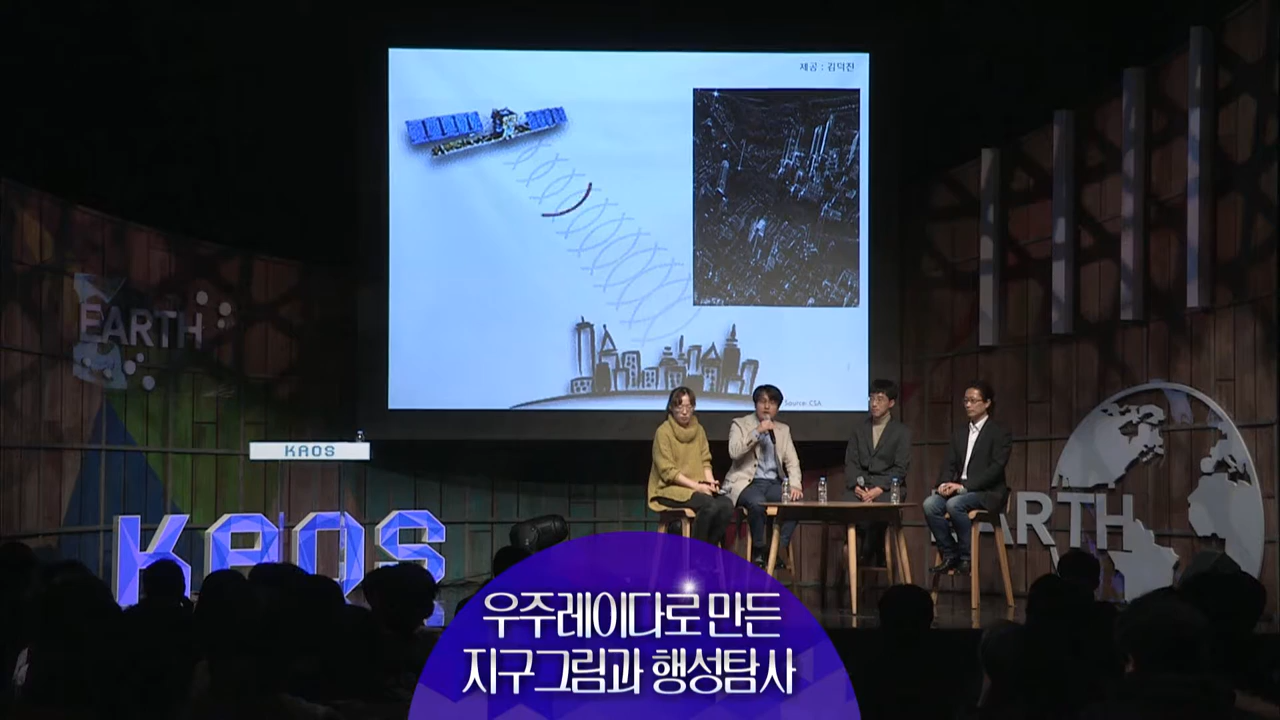 제공 : 김덕진
Source: CSA
EARTH
KAOS
KAOS
EARTH
우주레이다로 만든
지구그림과 행성탐사